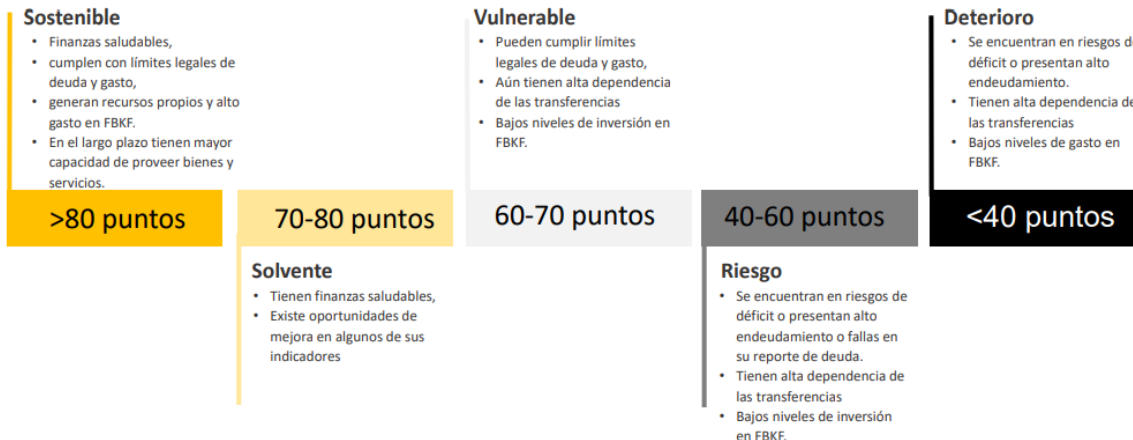 Sostenible
• Finanzas saludables,
• cumplen con límites legales de
deuda y gasto,
• generan recursos propios y alto
gasto en FBKF.
• En el largo plazo tienen mayor
capacidad de proveer bienes y
servicios.
>80 puntos
70-80 puntos
Solvente
• Tienen finanzas saludables,
• Existe oportunidades de
mejora en algunos de sus
indicadores
Vulnerable
• Pueden cumplir límites
legales de deuda y gasto,
• Aún tienen alta dependencia
de las transferencias
• Bajos niveles de inversión en
FBKF.
60-70 puntos
40-60 puntos
Riesgo
• Se encuentran en riesgos de
déficit o presentan alto
endeudamiento o fallas en
su reporte de deuda.
• Tienen alta dependencia de
las transferencias
• Bajos niveles de inversión
en FBKF.
Deterioro
• Se encuentran en riesgos
déficit o presentan alto
endeudamiento.
• Tienen alta dependencia
las transferencias
• Bajos niveles de gasto en
FBKF.
<40 puntos